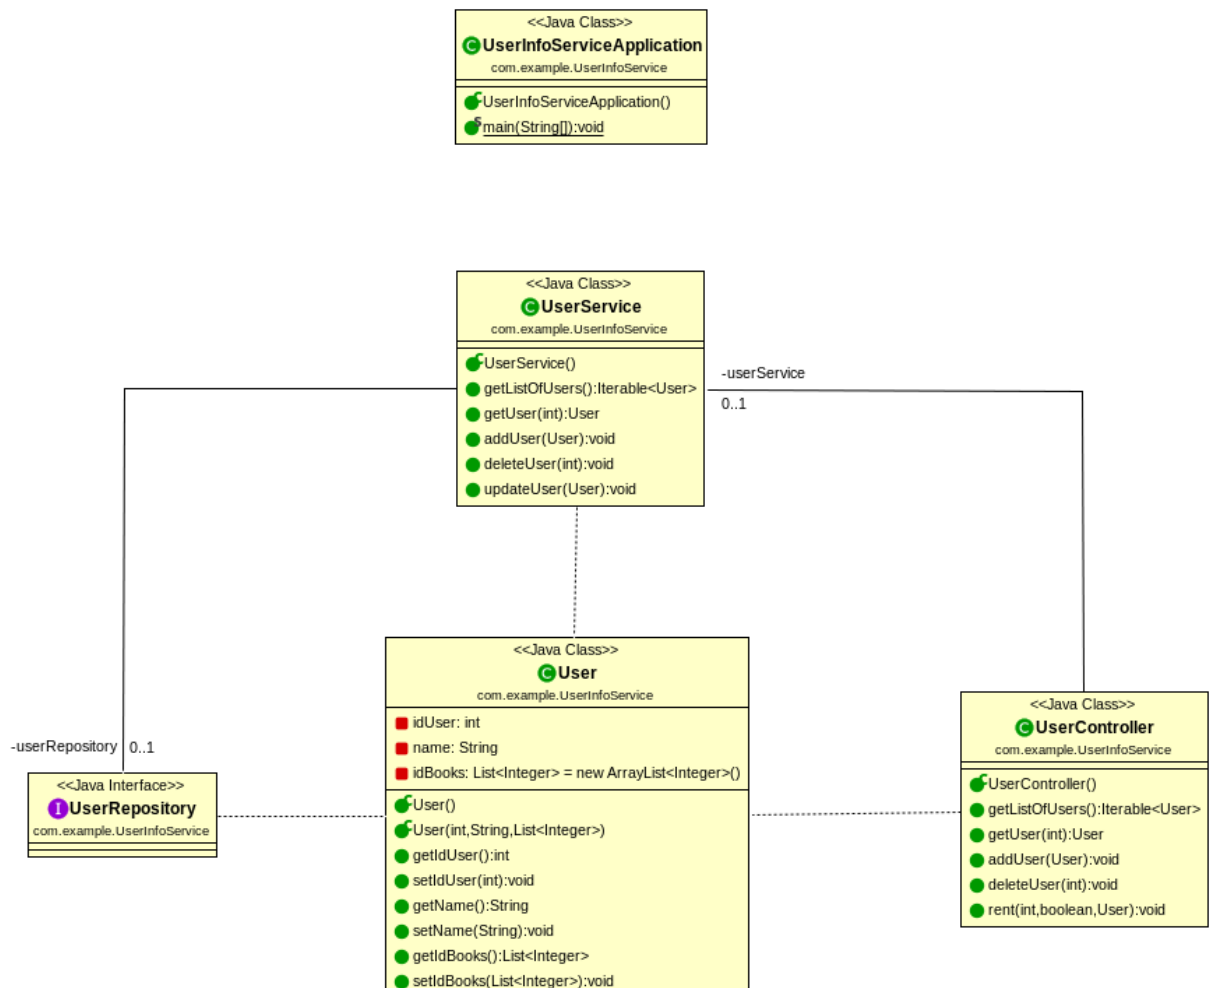 <<Java Class>>
UserInfoServiceApplication
com.example.UserInfoService
UserInfoServiceApplication()
main(String[]):void
<<Java Class>>
UserService
com.example.UserInfoService
UserService()
getListOfUsers():Iterable<User>
getUser(int):User
addUser(User):void
deleteUser(int):void
updateUser(User):void
-userService
0..1
-userRepository
0..1
<<Java Interface>>
UserRepository
com.example.UserInfoService
<<Java Class>>
User
com.example.UserInfoService
idUser: int
name: String
idBooks: List<Integer> = new ArrayList<Integer>()
User()
User(int,String,List<Integer>)
getIdUser():int
setIdUser(int):void
getName():String
setName(String):void
getIdBooks():List<Integer>
setIdBooks(List<Integer>):void
<<Java Class>>
UserController
com.example.UserInfoService
UserController()
getListOfUsers():Iterable<User>
getUser(int):User
addUser(User):void
deleteUser(int):void
rent(int,boolean,User):void